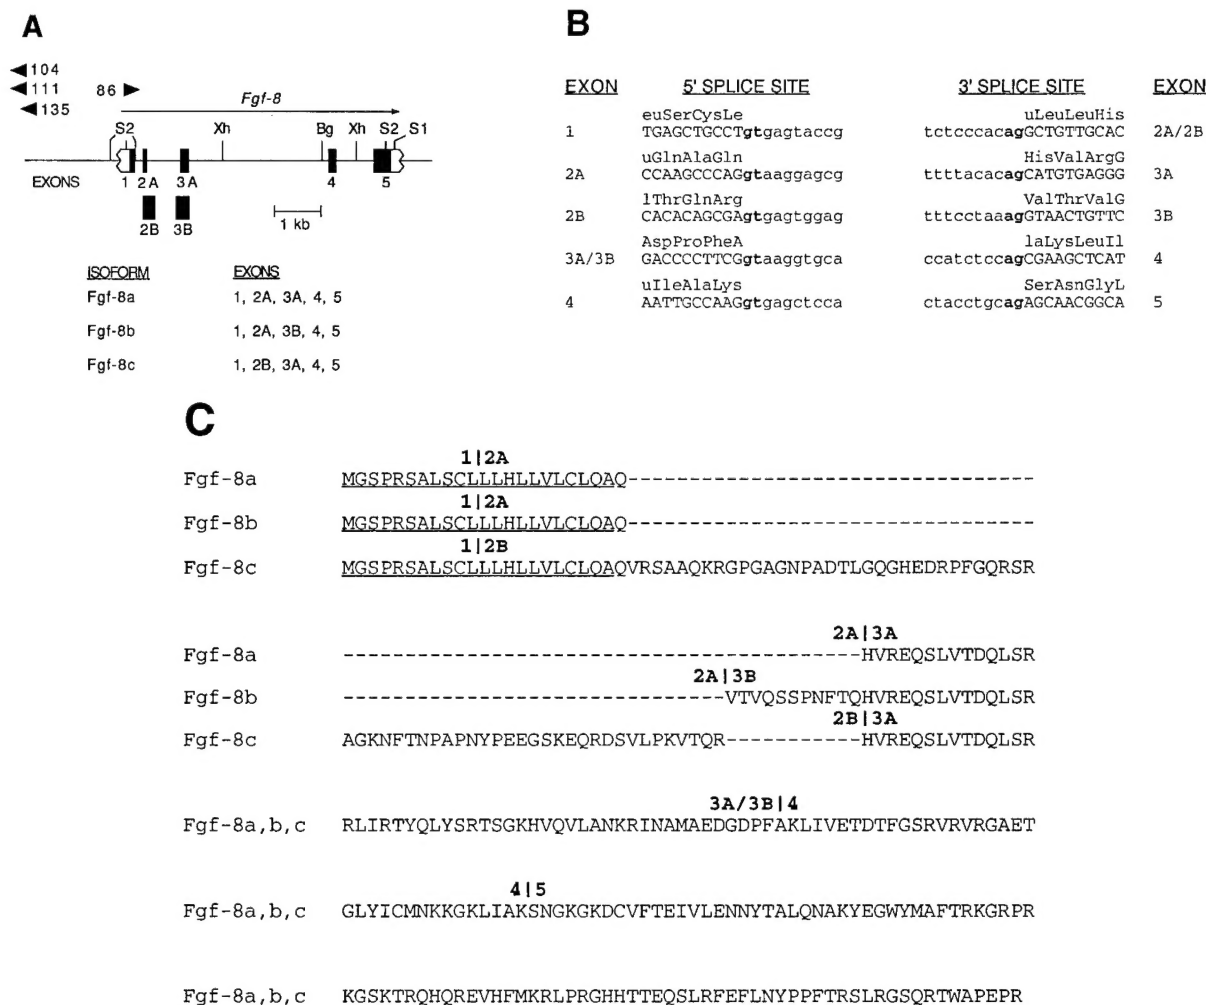 A
◀104
◀111
◀135
86 ▶
Fgf-8
S2 Xh Bg Xh S2 S1
EXONS 1 2A 3A 4 5
2B 3B
1 kb
ISOFORM EXONS
Fgf-8a 1, 2A, 3A, 4, 5
Fgf-8b 1, 2A, 3B, 4, 5
Fgf-8c 1, 2B, 3A, 4, 5
B
EXON 5' SPLICE SITE 3' SPLICE SITE EXON
euSerCysLe uLeuLeuHis
1 TGAGCTGCCTgtgagtaccg tctcccacagGCTGTTGCAC 2A/2B
uGlnAlaGln HisValArgG
2A CCAAGCCCAGgtaaggagcg ttttacacagCATGTGAGGG 3A
lThrGlnArg ValThrValG
2B CACACAGCGAgtgagtggag tttcctaaagGTAACTGTTC 3B
AspProPheA laLysLeuIl
3A/3B GACCCCTTCGgtaaggtgca ccatctccagCGAAGCTCAT 4
uIleAlaLys SerAsnGlyL
4 AATTGCCAAGgtgagctcca ctacctgcagAGCAACGGCA 5
C
1|2A
Fgf-8a MGSPRSALSCLLLHLLVLCLQAQ-----------------------------------
1|2A
Fgf-8b MGSPRSALSCLLLHLLVLCLQAQ-----------------------------------
1|2B
Fgf-8c MGSPRSALSCLLLHLLVLCLQAQVRSAAQKRGPGAGNPADTLGQGHEDRPFGQRSR
2A|3A
Fgf-8a --------------------------------------------HVREQSLVTDQLSR
2A|3B
Fgf-8b --------------------------------VTVQSSPNFTQHVREQSLVTDQLSR
2B|3A
Fgf-8c AGKNFTNPAPNYPEEGSKEQRDSVLPKVTQR-----------HVREQSLVTDQLSR
3A/3B|4
Fgf-8a,b,c RLIRTYQLYSRTSGKHVQVLANKRINAMAEDGDPFAKLIVETDTFGSRVRVRGAET
4|5
Fgf-8a,b,c GLYICMNKKGKLIAKSNGKGKDCVFTEIVLENNYTALQNAKYEGWYMAFTRKGRPR
Fgf-8a,b,c KGSKTRQHQREVHFMKRLPRGHHTTEQSLRFEFLNYPPFTRSLRGSQRTWAPEPR